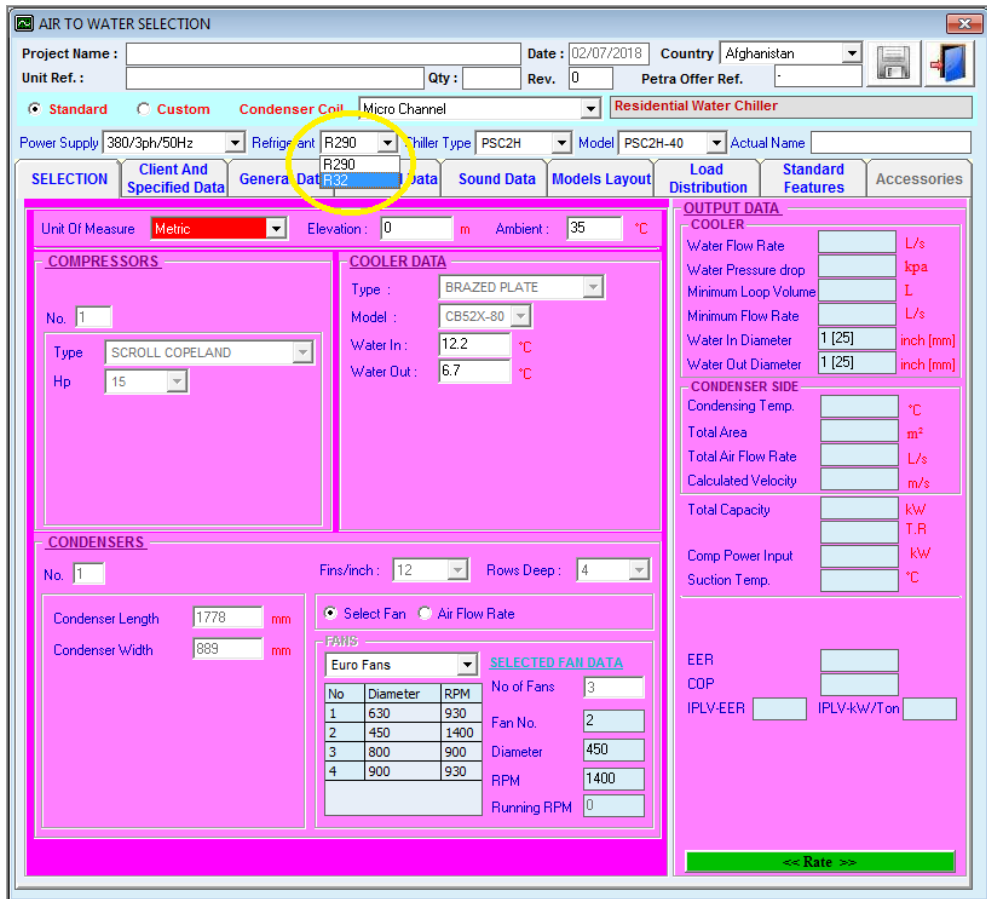 AIR TO WATER SELECTION
Project Name : Date : 02/07/2018 Country Afghanistan
Unit Ref. : Qty : Rev. 0 Petra Offer Ref. -
Standard Custom Condenser Coil Micro Channel Residential Water Chiller
Power Supply 380/3ph/50Hz Refrigerant R290 Chiller Type PSC2H Model PSC2H-40 Actual Name
R290
R32
SELECTION Client And Specified Data General Data Data Sound Data Models Layout Load Distribution Standard Features Accessories
Unit Of Measure Metric Elevation : 0 m Ambient : 35 °C
COMPRESSORS
No. 1
Type SCROLL COPELAND
Hp 15
COOLER DATA
Type : BRAZED PLATE
Model : CB52X-80
Water In : 12.2 °C
Water Out : 6.7 °C
CONDENSERS
No. 1 Fins/inch : 12 Rows Deep : 4
Condenser Length 1778 mm
Condenser Width 889 mm
Select Fan Air Flow Rate
FANS
Euro Fans
No Diameter RPM
1 630 930
2 450 1400
3 800 900
4 900 930
SELECTED FAN DATA
No of Fans 3
Fan No. 2
Diameter 450
RPM 1400
Running RPM 0
OUTPUT DATA
COOLER
Water Flow Rate L/s
Water Pressure drop kpa
Minimum Loop Volume L
Minimum Flow Rate L/s
Water In Diameter 1 [25] inch [mm]
Water Out Diameter 1 [25] inch [mm]
CONDENSER SIDE
Condensing Temp. °C
Total Area m²
Total Air Flow Rate L/s
Calculated Velocity m/s
Total Capacity kW
T.R
Comp Power Input kW
Suction Temp. °C
EER
COP
IPLV-EER IPLV-kW/Ton
<< Rate >>